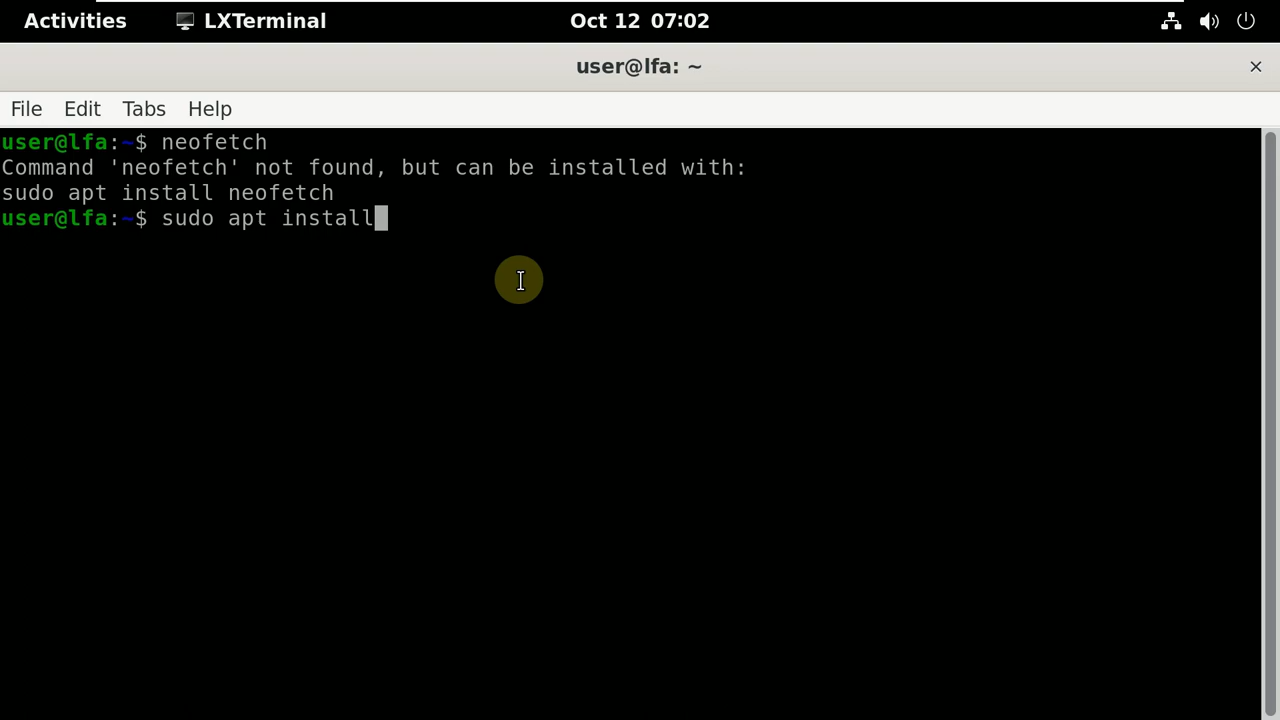 Activities LXTerminal Oct 12 07:02
user@lfa: ~ ×
File Edit Tabs Help
user@lfa:~$ neofetch
Command 'neofetch' not found, but can be installed with:
sudo apt install neofetch
user@lfa:~$ sudo apt install